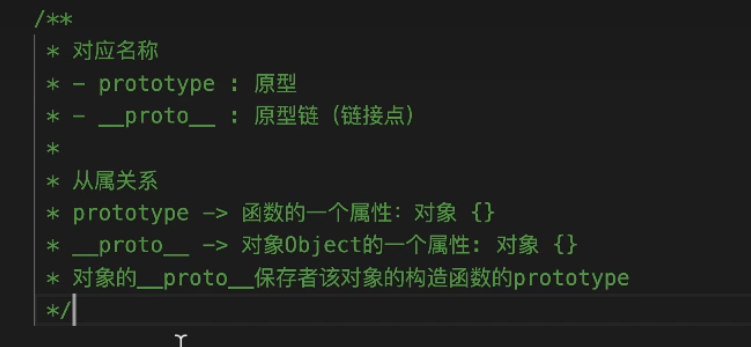 /**
* 对应名称
* - prototype : 原型
* - __proto__ : 原型链（链接点）
*
* 从属关系
* prototype -> 函数的一个属性：对象 {}
* __proto__ -> 对象Object的一个属性：对象 {}
* 对象的__proto__保存者该对象的构造函数的prototype
*/